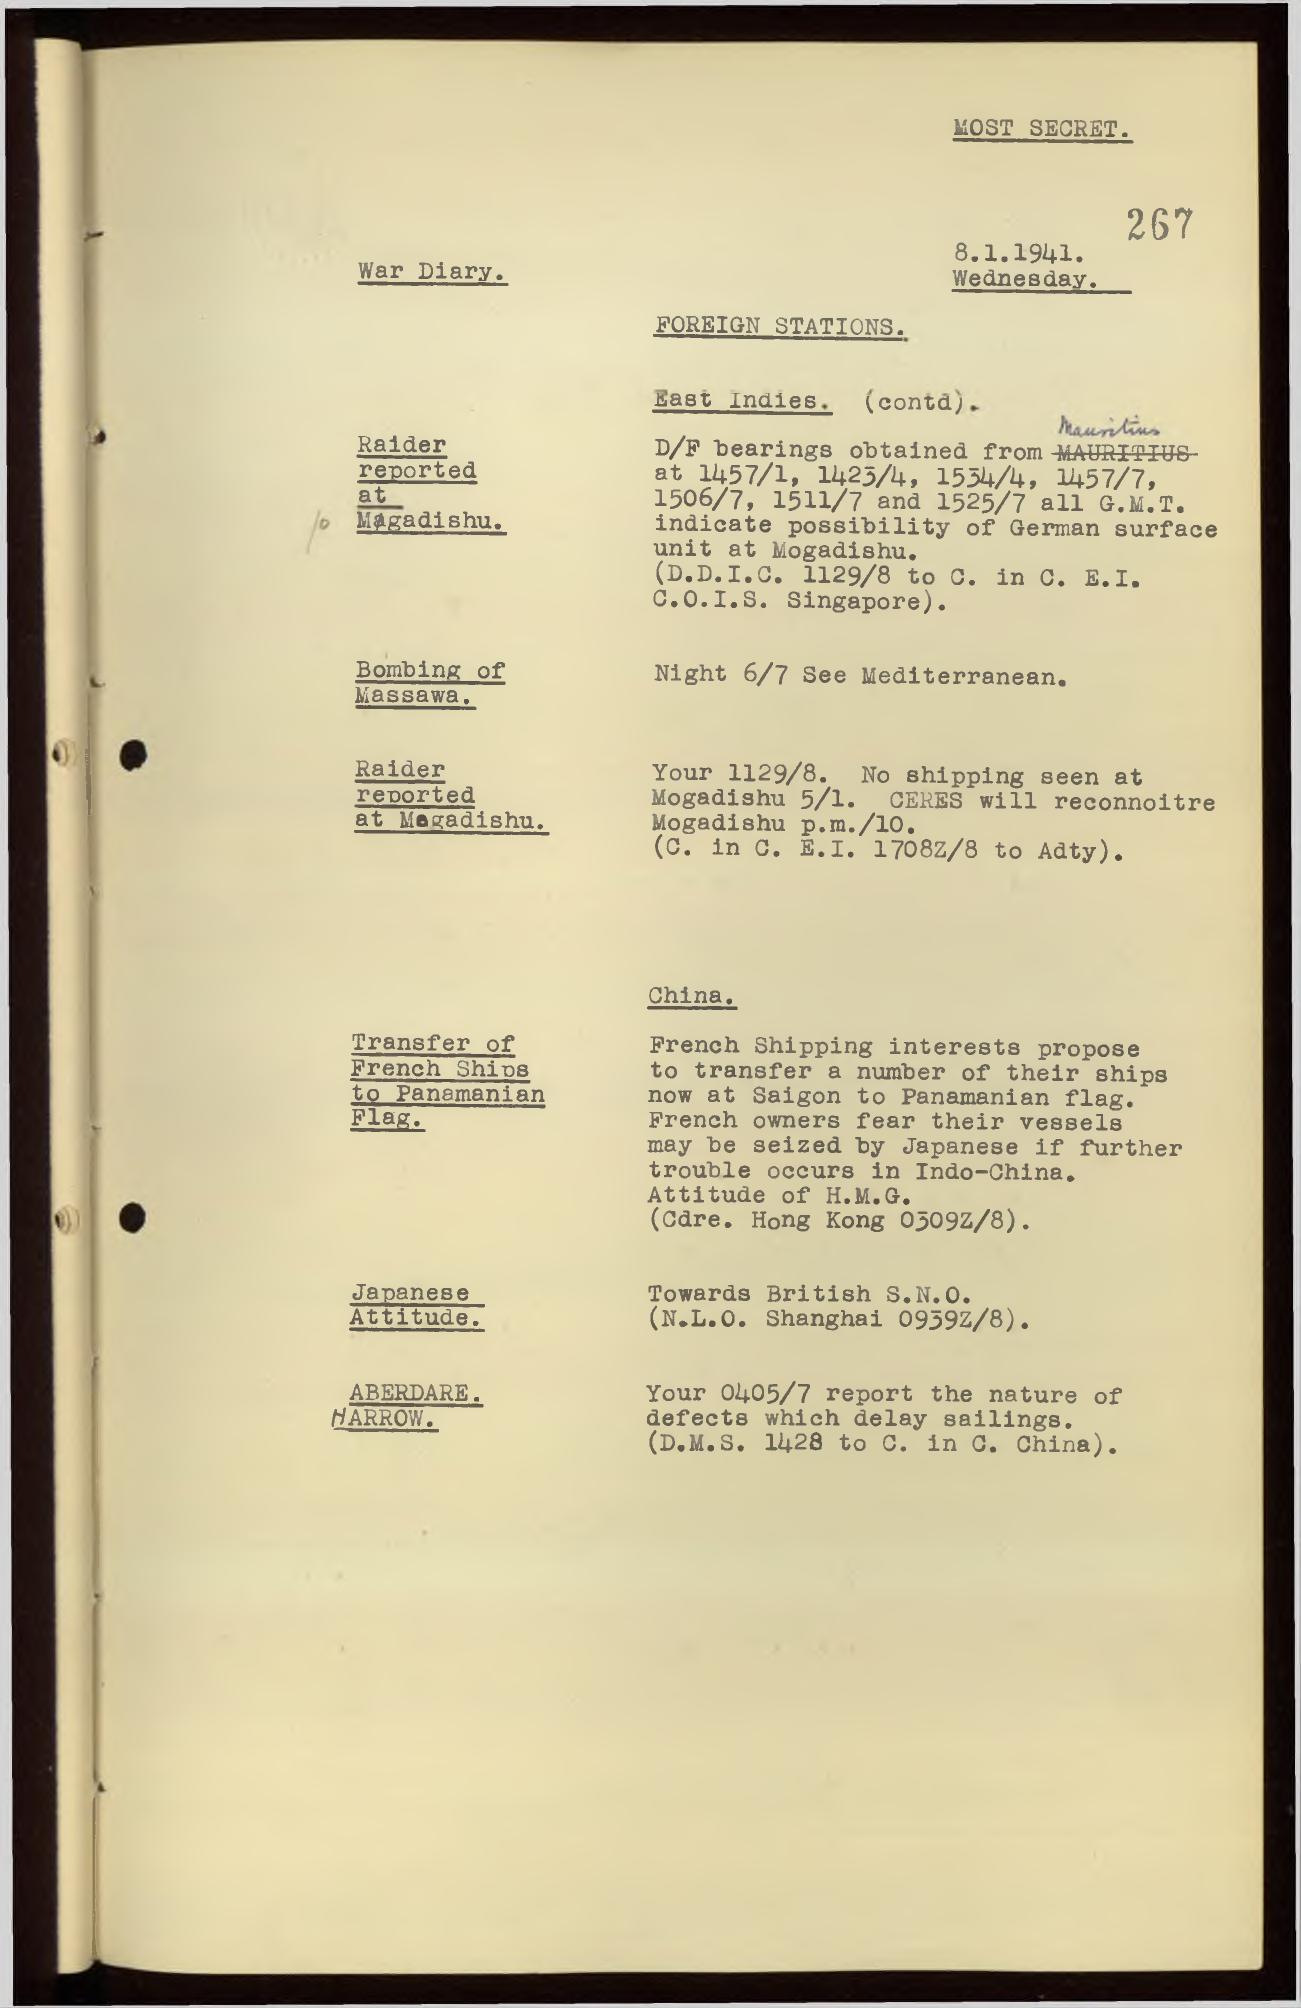 MOST SECRET.
267
8.1.1941.
Wednesday.
War Diary.
FOREIGN STATIONS.
East Indies. (contd).
Mauritius
Raider
reported
at
Magadishu.
/o
D/F bearings obtained from MAURITIUS
at 1457/1, 1423/4, 1534/4, 1457/7,
1506/7, 1511/7 and 1525/7 all G.M.T.
indicate possibility of German surface
unit at Mogadishu.
(D.D.I.C. 1129/8 to C. in C. E.I.
C.O.I.S. Singapore).
Bombing of
Massawa.
Night 6/7 See Mediterranean.
Raider
reported
at Mogadishu.
Your 1129/8. No shipping seen at
Mogadishu 5/1. CERES will reconnoitre
Mogadishu p.m./10.
(C. in C. E.I. 1708Z/8 to Adty).
China.
Transfer of
French Ships
to Panamanian
Flag.
French Shipping interests propose
to transfer a number of their ships
now at Saigon to Panamanian flag.
French owners fear their vessels
may be seized by Japanese if further
trouble occurs in Indo-China.
Attitude of H.M.G.
(Cdre. Hong Kong 0309Z/8).
Japanese
Attitude.
Towards British S.N.O.
(N.L.O. Shanghai 0939Z/8).
ABERDARE.
HARROW.
Your 0405/7 report the nature of
defects which delay sailings.
(D.M.S. 1428 to C. in C. China).